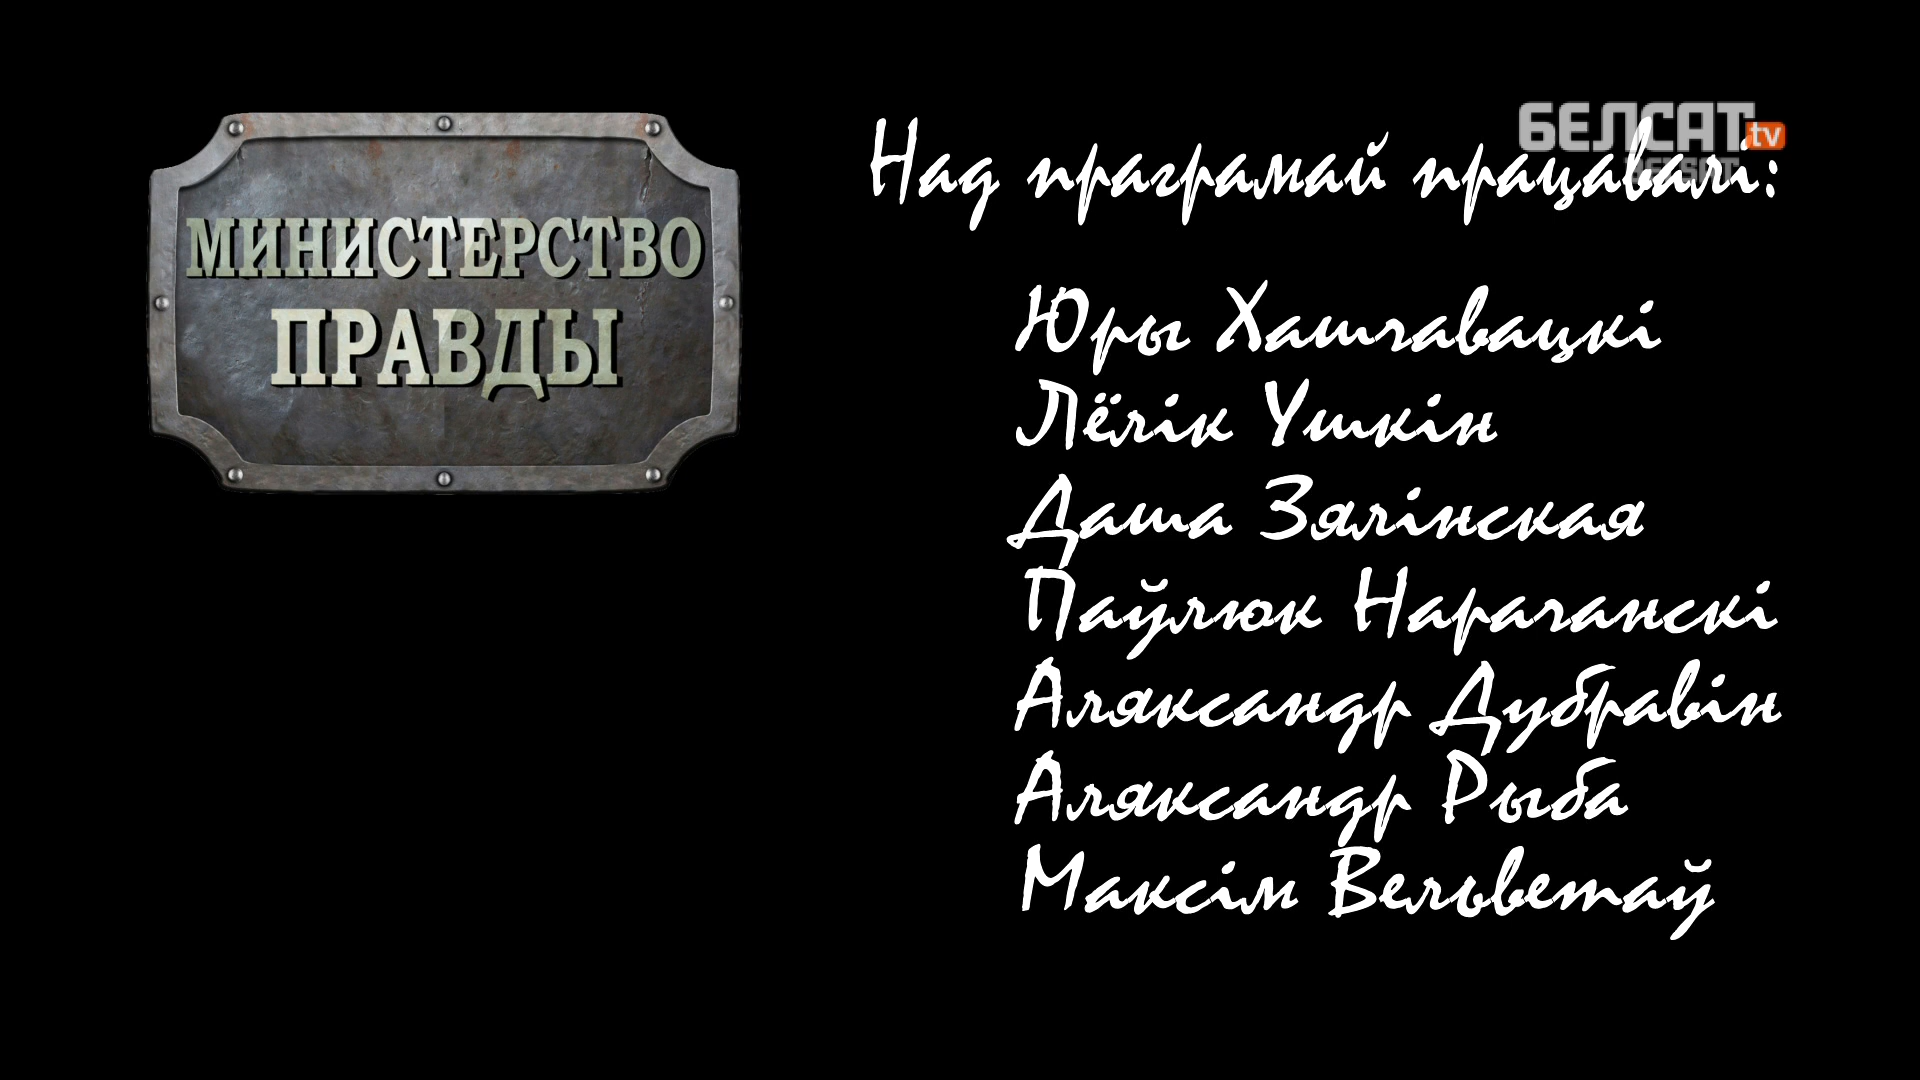 МИНИСТЕРСТВО
ПРАВДЫ
БЕЛСАТ tv
Над праграмай працавалі:
Юры Хашчавацкі
Лёлік Ушкін
Даша Зялінская
Паўлюк Нарачанскі
Аляксандр Дубравін
Аляксандр Рыба
Максім Вельветаў